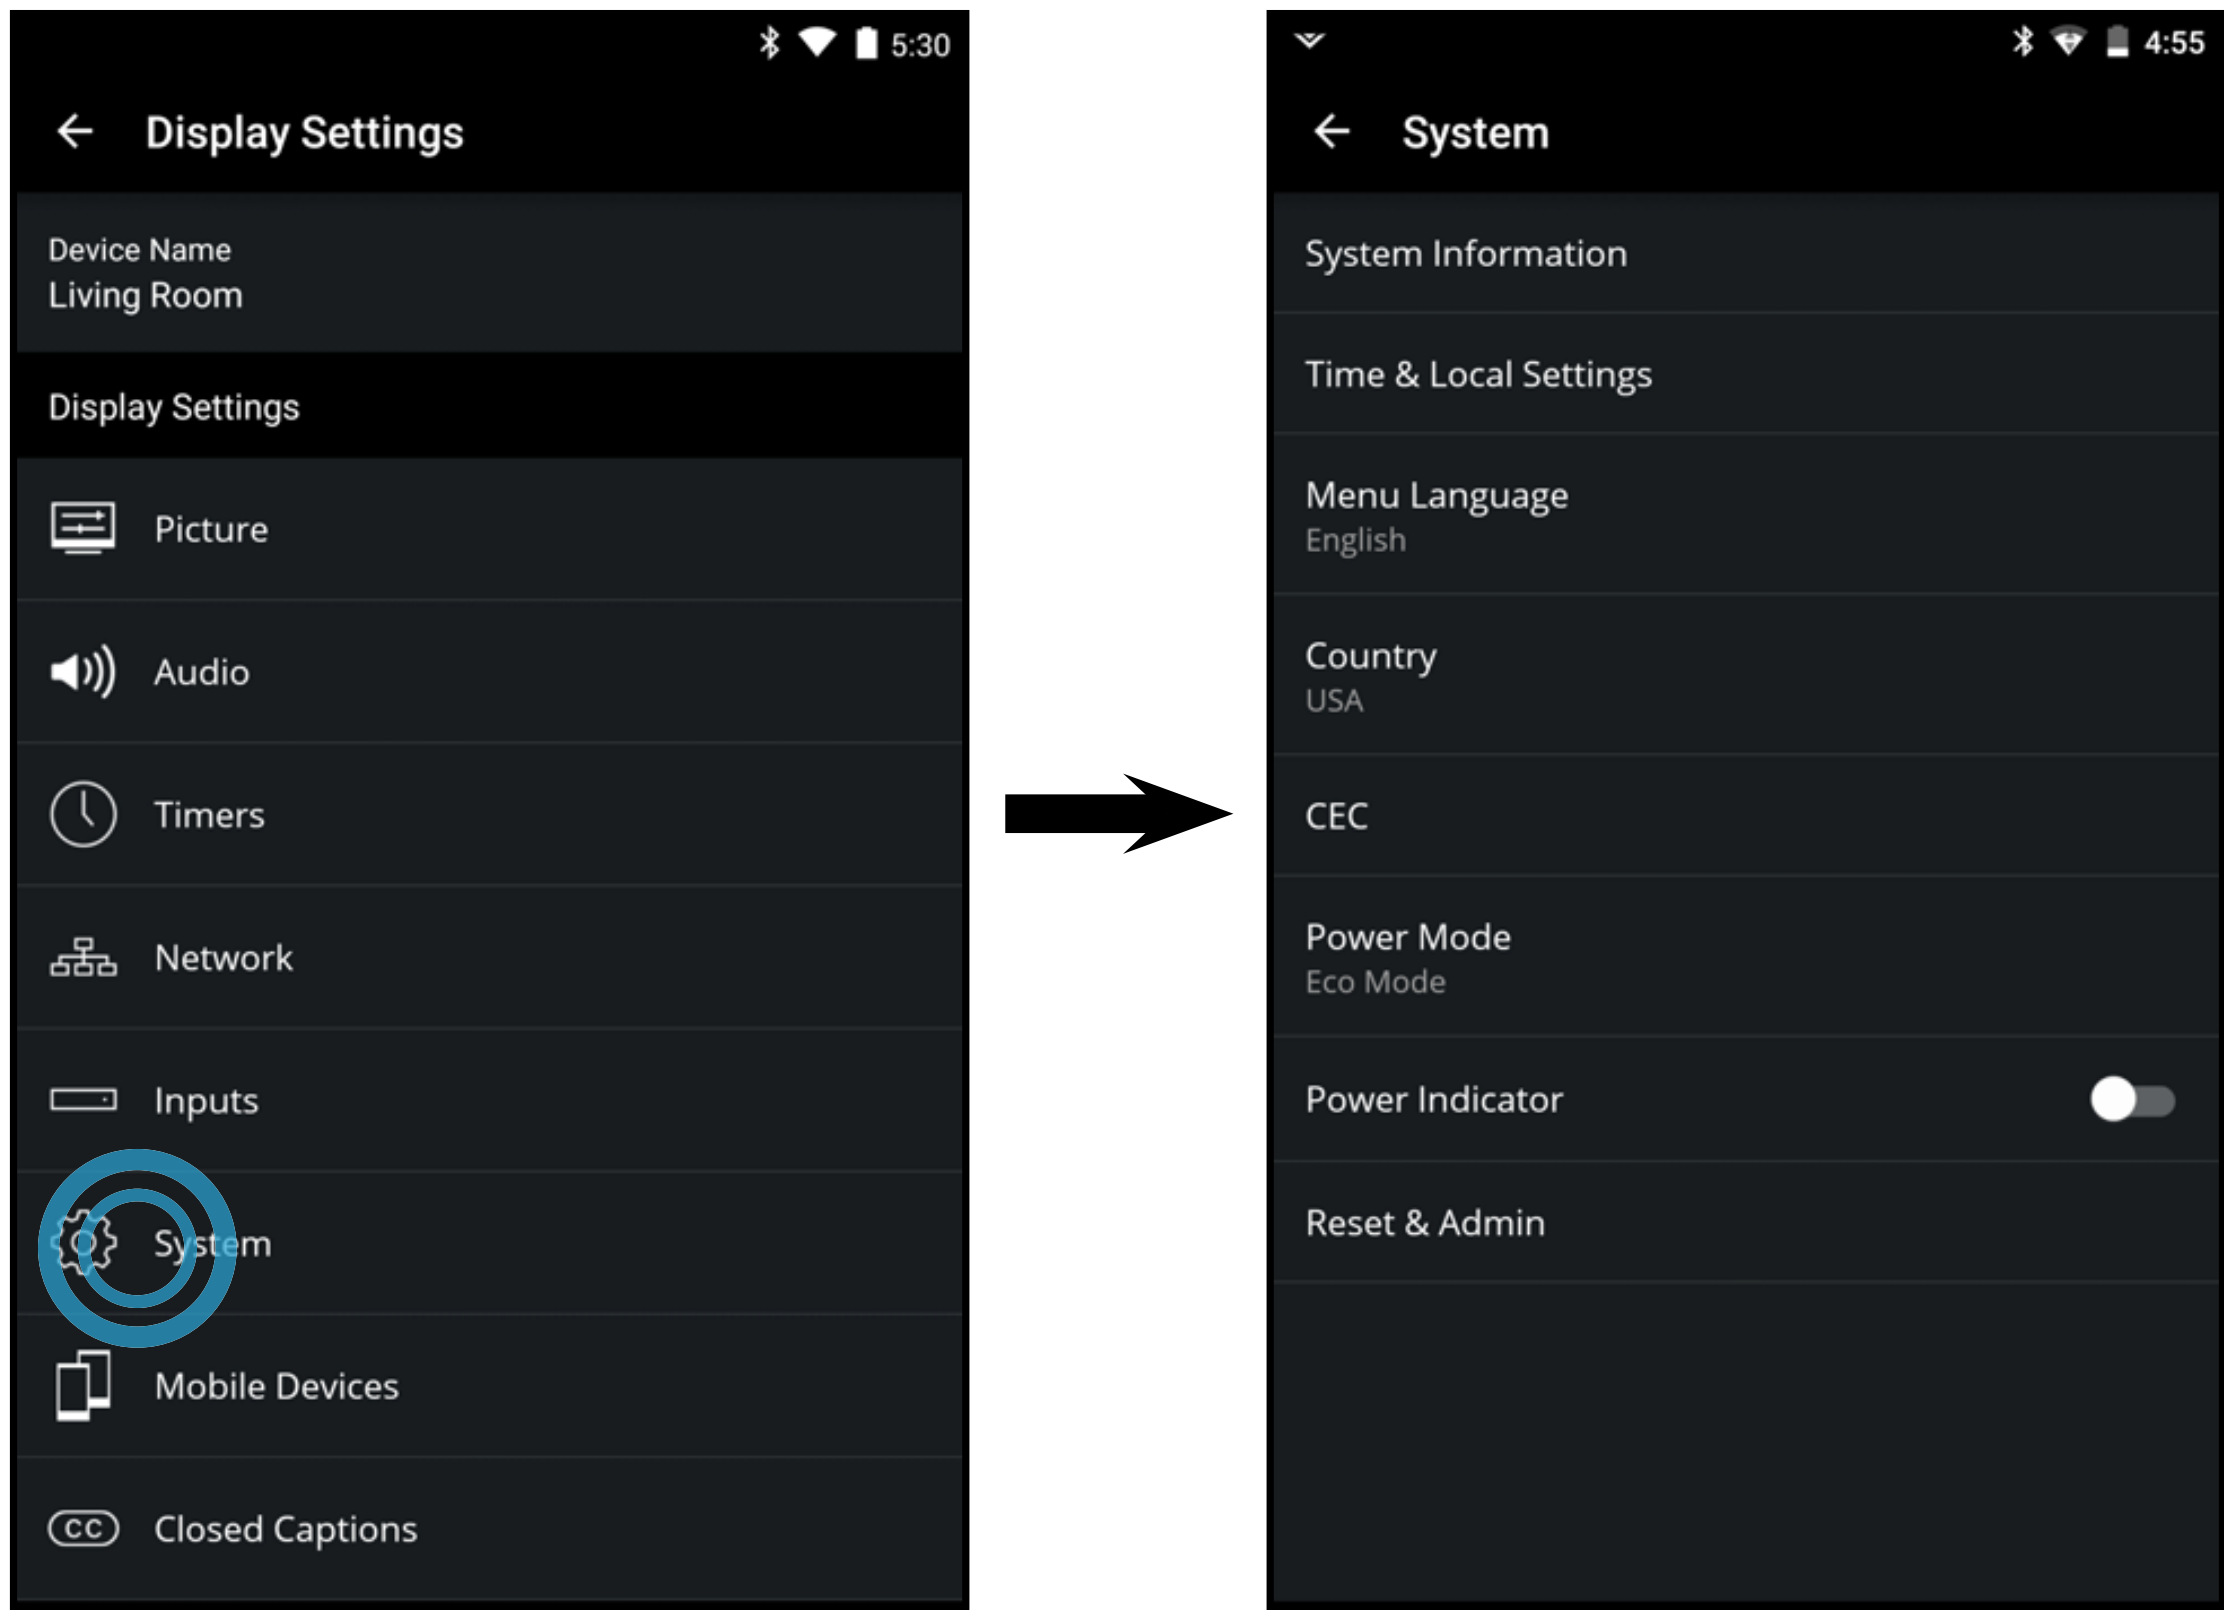 5:30
Display Settings
Device Name
Living Room
Display Settings
Picture
Audio
Timers
Network
Inputs
System
Mobile Devices
CC Closed Captions
4:55
System
System Information
Time & Local Settings
Menu Language
English
Country
USA
CEC
Power Mode
Eco Mode
Power Indicator
Reset & Admin